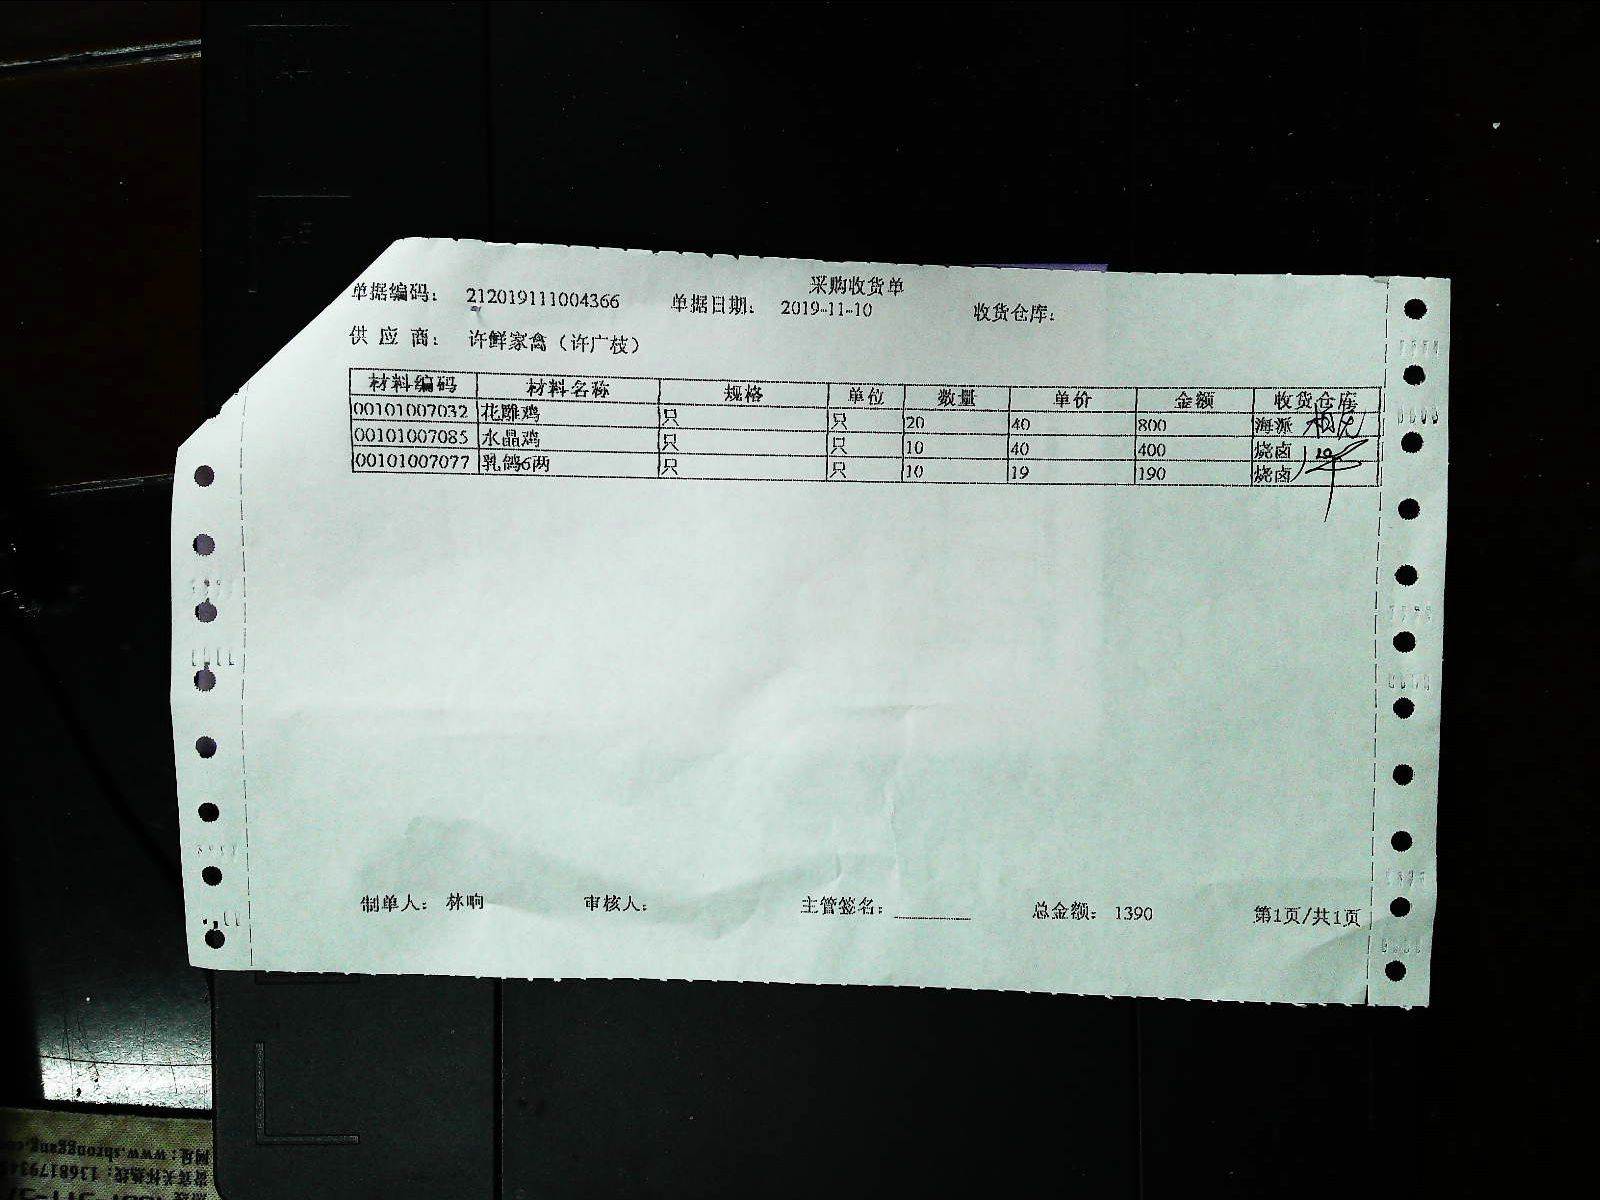 采购收货单
单据编码： 212019111004366 单据日期： 2019-11-10 收货仓库：
供 应 商： 许鲜家禽（许广枝）
材料编码 材料名称 规格 单位 数量 单价 金额 收货仓库
00101007032 花雕鸡 只 只 20 40 800 海派
00101007085 水晶鸡 只 只 10 40 400 烧卤
00101007077 乳鸽6两 只 只 10 19 190 烧卤
制单人： 林响 审核人： 主管签名： 总金额： 1390 第1页/共1页